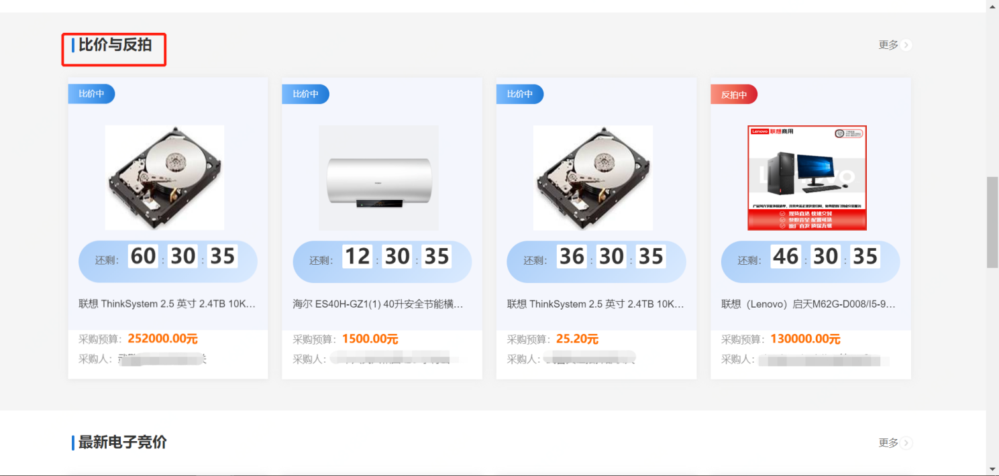 比价与反拍
更多
比价中
比价中
比价中
反拍中
Lenovo 联想商用
还剩： 60 : 30 : 35
还剩： 12 : 30 : 35
还剩： 36 : 30 : 35
还剩： 46 : 30 : 35
联想 ThinkSystem 2.5 英寸 2.4TB 10K...
海尔 ES40H-GZ1(1) 40升安全节能横...
联想 ThinkSystem 2.5 英寸 2.4TB 10K...
联想（Lenovo）启天M62G-D008/I5-9...
采购预算： 252000.00元
采购预算： 1500.00元
采购预算： 25.20元
采购预算： 130000.00元
采购人：
采购人：
采购人：
采购人：
最新电子竞价
更多